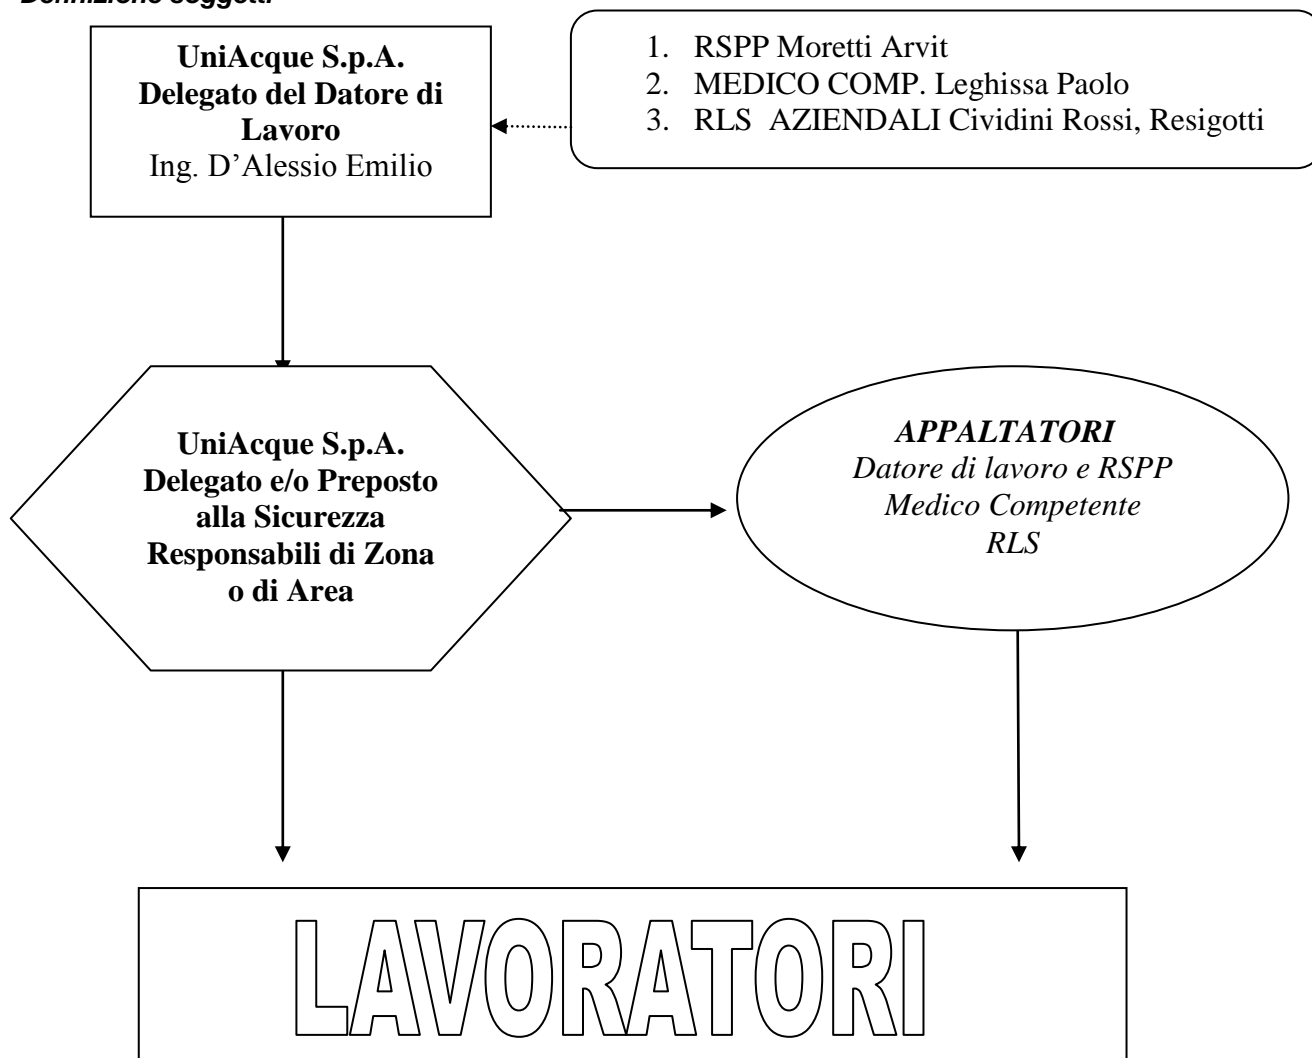 Definizione soggetti
UniAcque S.p.A.
Delegato del Datore di
Lavoro
Ing. D’Alessio Emilio
1. RSPP Moretti Arvit
2. MEDICO COMP. Leghissa Paolo
3. RLS AZIENDALI Cividini Rossi, Resigotti
UniAcque S.p.A.
Delegato e/o Preposto
alla Sicurezza
Responsabili di Zona
o di Area
APPALTATORI
Datore di lavoro e RSPP
Medico Competente
RLS
LAVORATORI